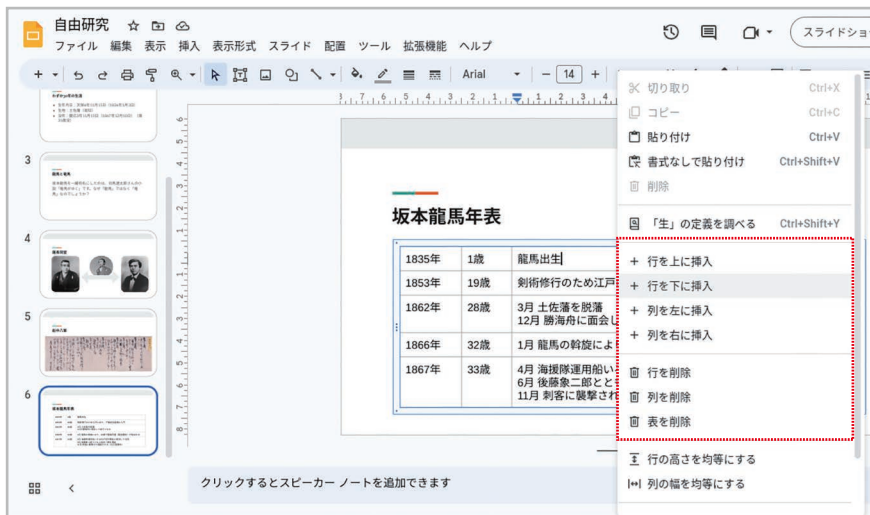 自由研究
ファイル 編集 表示 挿入 表示形式 スライド 配置 ツール 拡張機能 ヘルプ
スライドショ
Arial
14
3
4
5
6
坂本龍馬年表
1835年 1歳 龍馬出生
1853年 19歳 剣術修行のため江戸
1862年 28歳 3月 土佐藩を脱藩
12月 勝海舟に面会し
1866年 32歳 1月 龍馬の斡旋によ
1867年 33歳 4月 海援隊運用船い
6月 後藤象二郎とと
11月 刺客に襲撃され
クリックするとスピーカー ノートを追加できます
切り取り Ctrl+X
コピー Ctrl+C
貼り付け Ctrl+V
書式なしで貼り付け Ctrl+Shift+V
削除
「生」の定義を調べる Ctrl+Shift+Y
行を上に挿入
行を下に挿入
列を左に挿入
列を右に挿入
行を削除
列を削除
表を削除
行の高さを均等にする
列の幅を均等にする